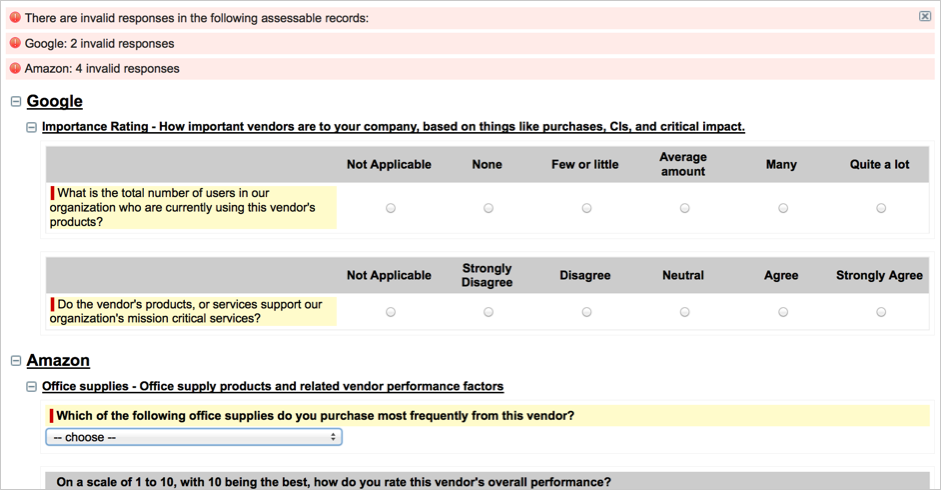 There are invalid responses in the following assessable records:
Google: 2 invalid responses
Amazon: 4 invalid responses
Google
Importance Rating - How important vendors are to your company, based on things like purchases, CIs, and critical impact.
Not Applicable None Few or little Average amount Many Quite a lot
What is the total number of users in our
organization who are currently using this vendor's
products?
Not Applicable Strongly Disagree Disagree Neutral Agree Strongly Agree
Do the vendor's products, or services support our
organization's mission critical services?
Amazon
Office supplies - Office supply products and related vendor performance factors
Which of the following office supplies do you purchase most frequently from this vendor?
-- choose --
On a scale of 1 to 10, with 10 being the best, how do you rate this vendor's overall performance?